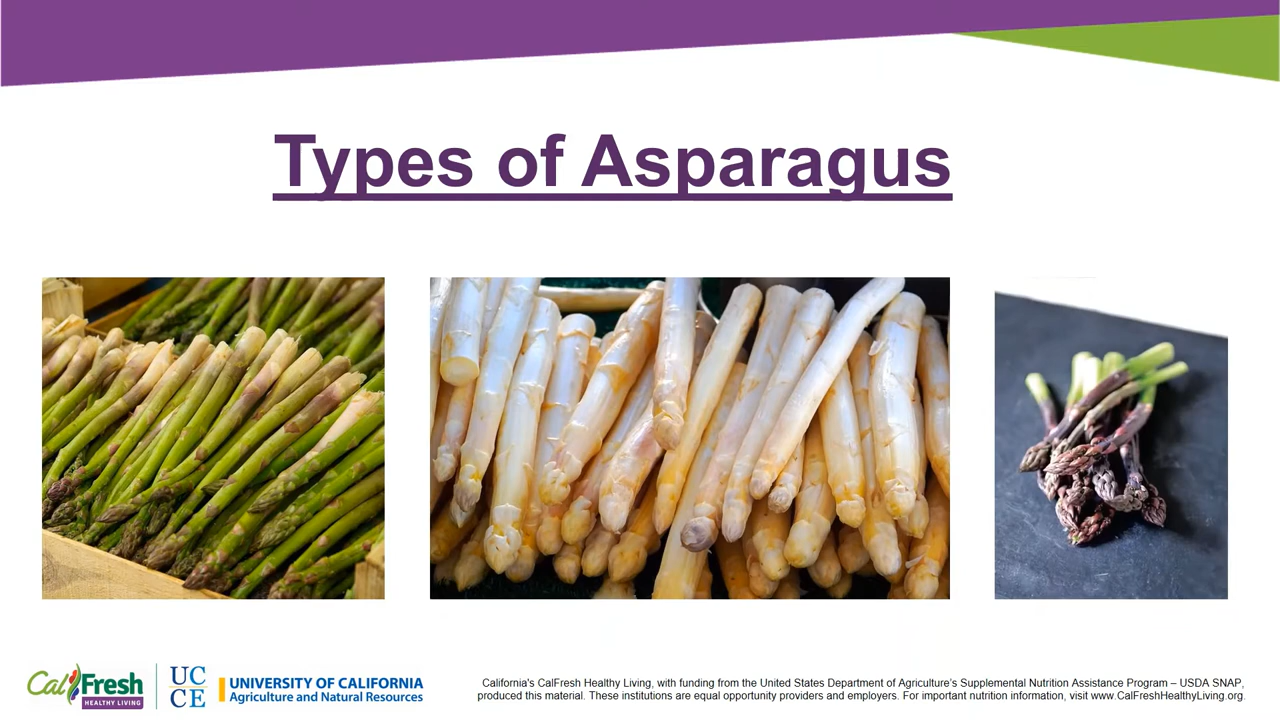 Types of Asparagus
CalFresh
HEALTHY LIVING
UC
CE
UNIVERSITY OF CALIFORNIA
Agriculture and Natural Resources
California's CalFresh Healthy Living, with funding from the United States Department of Agriculture's Supplemental Nutrition Assistance Program – USDA SNAP,
produced this material. These institutions are equal opportunity providers and employers. For important nutrition information, visit www.CalFreshHealthyLiving.org.